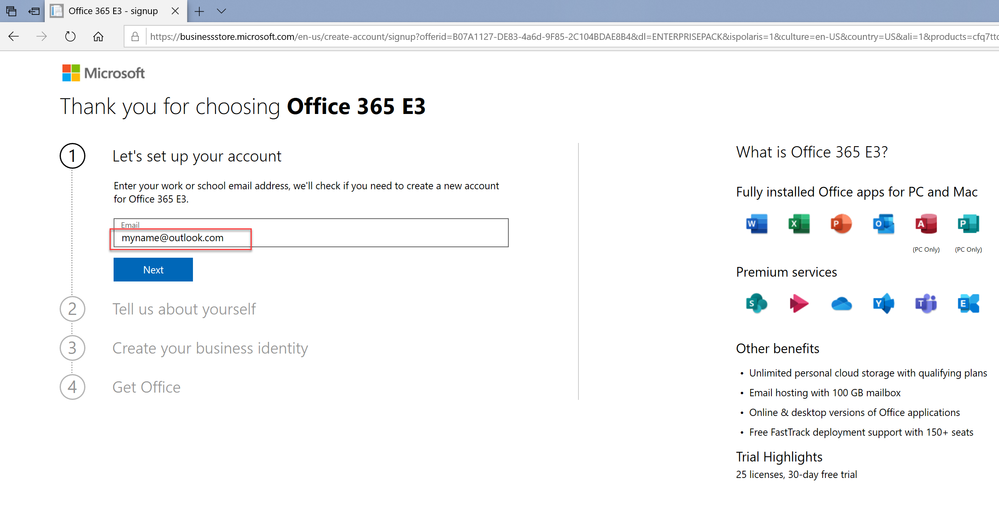 Office 365 E3 - signup
https://businessstore.microsoft.com/en-us/create-account/signup?offerid=B07A1127-DE83-4a6d-9F85-2C104BDAE8B4&dl=ENTERPRISEPACK&ispolaris=1&culture=en-US&country=US&ali=1&products=cfq7ttc
Microsoft
Thank you for choosing Office 365 E3
1 Let's set up your account
Enter your work or school email address, we'll check if you need to create a new account
for Office 365 E3.
Email
myname@outlook.com
Next
2 Tell us about yourself
3 Create your business identity
4 Get Office
What is Office 365 E3?
Fully installed Office apps for PC and Mac
W X P O A P
(PC Only) (PC Only)
Premium services
S Y T E
Other benefits
• Unlimited personal cloud storage with qualifying plans
• Email hosting with 100 GB mailbox
• Online & desktop versions of Office applications
• Free FastTrack deployment support with 150+ seats
Trial Highlights
25 licenses, 30-day free trial